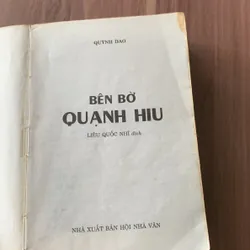 QUỲNH DAO
BÊN BỜ
QUẠNH HIU
LIÊU QUỐC NHĨ dịch
NHÀ XUẤT BẢN HỘI NHÀ VĂN